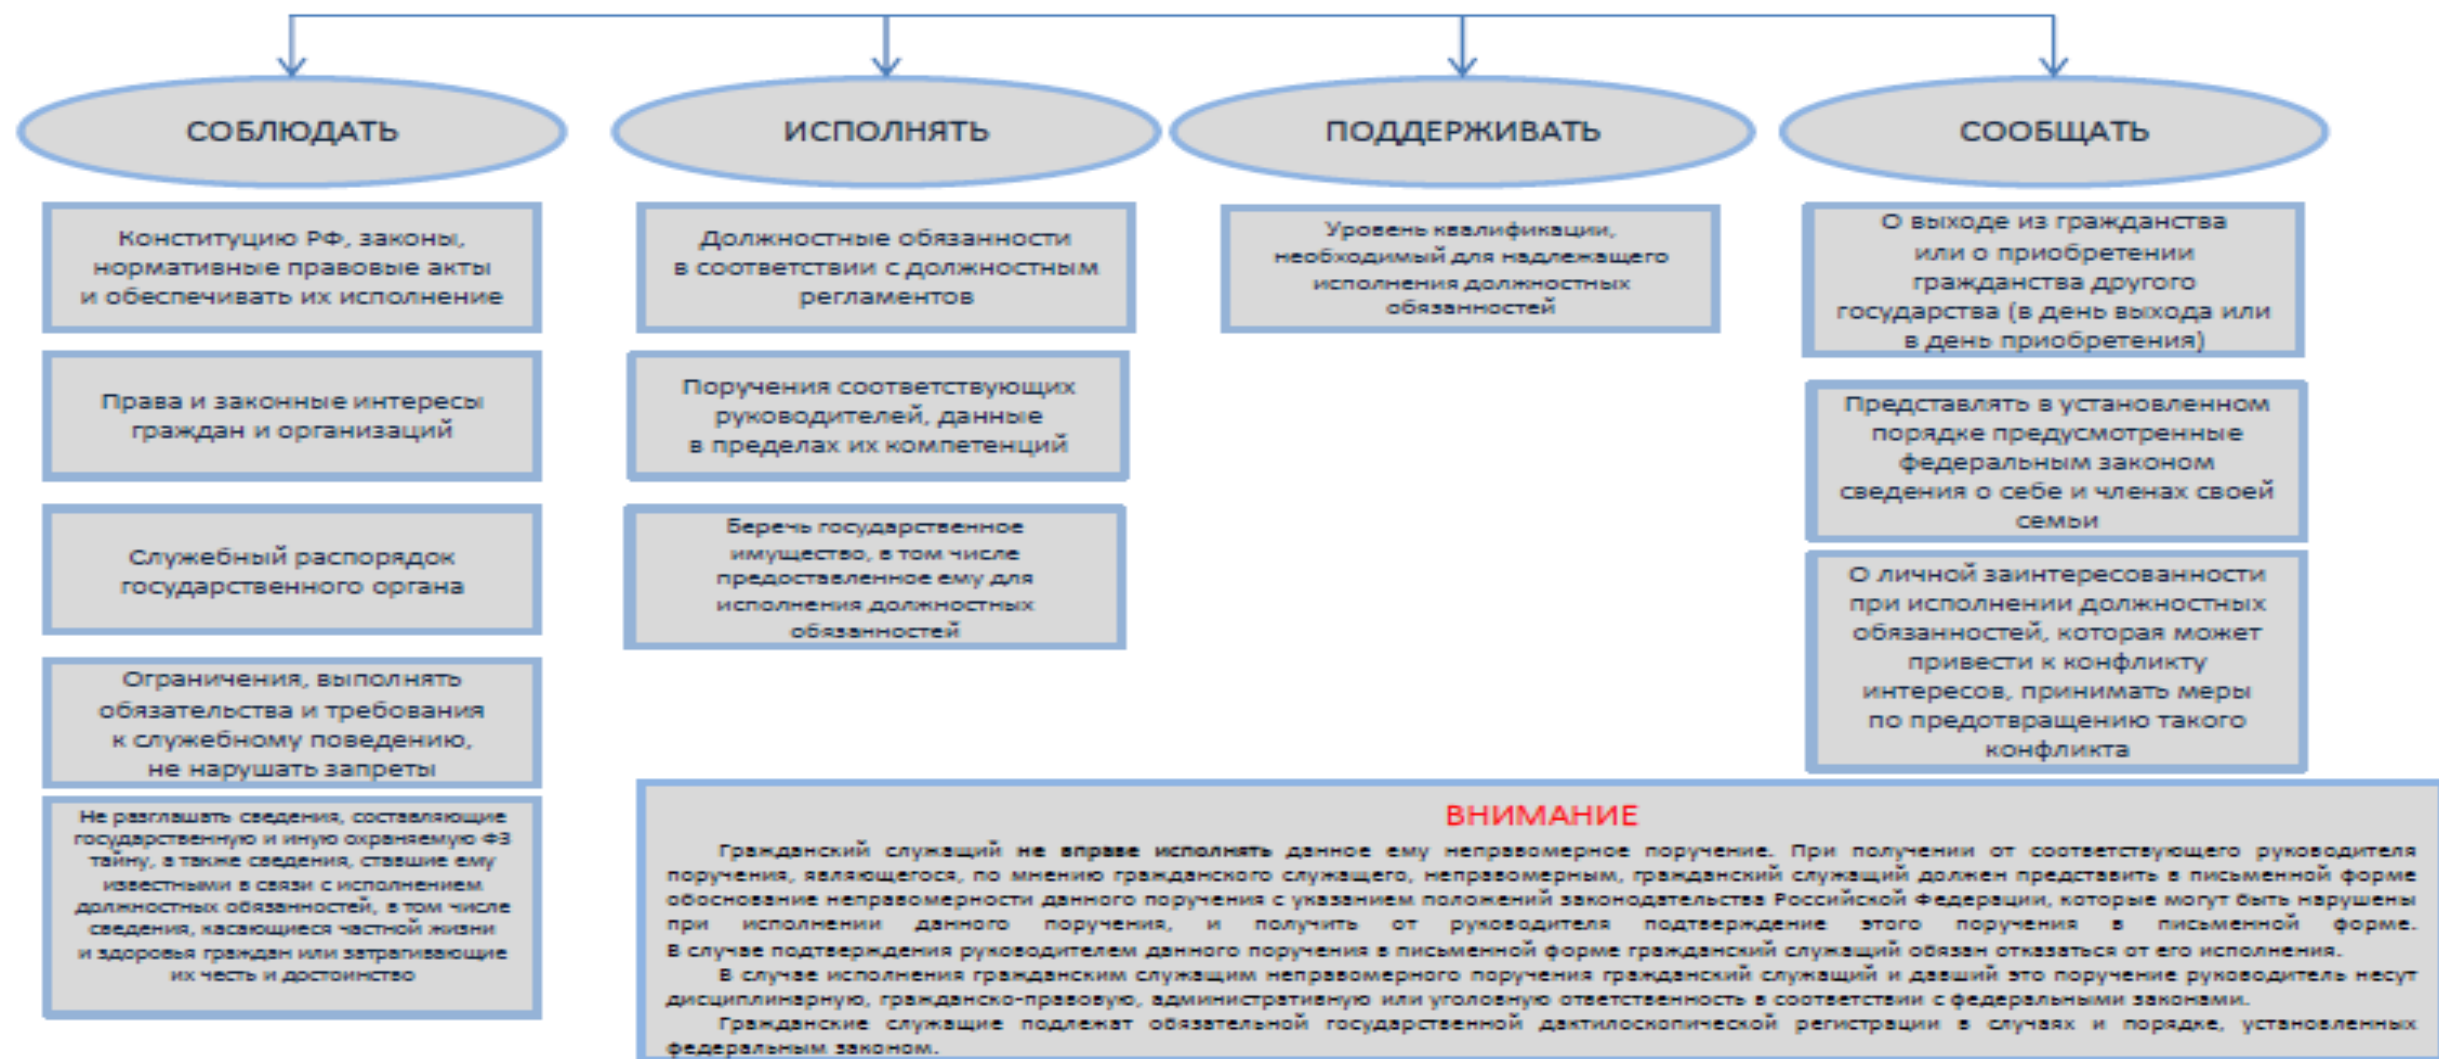 СОБЛЮДАТЬ
Конституцию РФ, законы,
нормативные правовые акты
и обеспечивать их исполнение
Права и законные интересы
граждан и организаций
Служебный распорядок
государственного органа
Ограничения, выполнять
обязательства и требования
к служебному поведению,
не нарушать запреты
Не разглашать сведения, составляющие
государственную и иную охраняемую ФЗ
тайну, а также сведения, ставшие ему
известными в связи с исполнением
должностных обязанностей, в том числе
сведения, касающиеся частной жизни
и здоровья граждан или затрагивающие
их честь и достоинство
ИСПОЛНЯТЬ
Должностные обязанности
в соответствии с должностным
регламентов
Поручения соответствующих
руководителей, данные
в пределах их компетенций
Беречь государственное
имущество, в том числе
предоставленное ему для
исполнения должностных
обязанностей
ПОДДЕРЖИВАТЬ
Уровень квалификации,
необходимый для надлежащего
исполнения должностных
обязанностей
СООБЩАТЬ
О выходе из гражданства
или о приобретении
гражданства другого
государства (в день выхода или
в день приобретения)
Представлять в установленном
порядке предусмотренные
федеральным законом
сведения о себе и членах своей
семьи
О личной заинтересованности
при исполнении должностных
обязанностей, которая может
привести к конфликту
интересов, принимать меры
по предотвращению такого
конфликта
ВНИМАНИЕ
Гражданский служащий не вправе исполнять данное ему неправомерное поручение. При получении от соответствующего руководителя
поручения, являющегося, по мнению гражданского служащего, неправомерным, гражданский служащий должен представить в письменной форме
обоснование неправомерности данного поручения с указанием положений законодательства Российской Федерации, которые могут быть нарушены
при исполнении данного поручения, и получить от руководителя подтверждение этого поручения в письменной форме.
В случае подтверждения руководителем данного поручения в письменной форме гражданский служащий обязан отказаться от его исполнения.
В случае исполнения гражданским служащим неправомерного поручения гражданский служащий и давший это поручение руководитель несут
дисциплинарную, гражданско-правовую, административную или уголовную ответственность в соответствии с федеральными законами.
Гражданские служащие подлежат обязательной государственной дактилоскопической регистрации в случаях и порядке, установленных
федеральным законом.